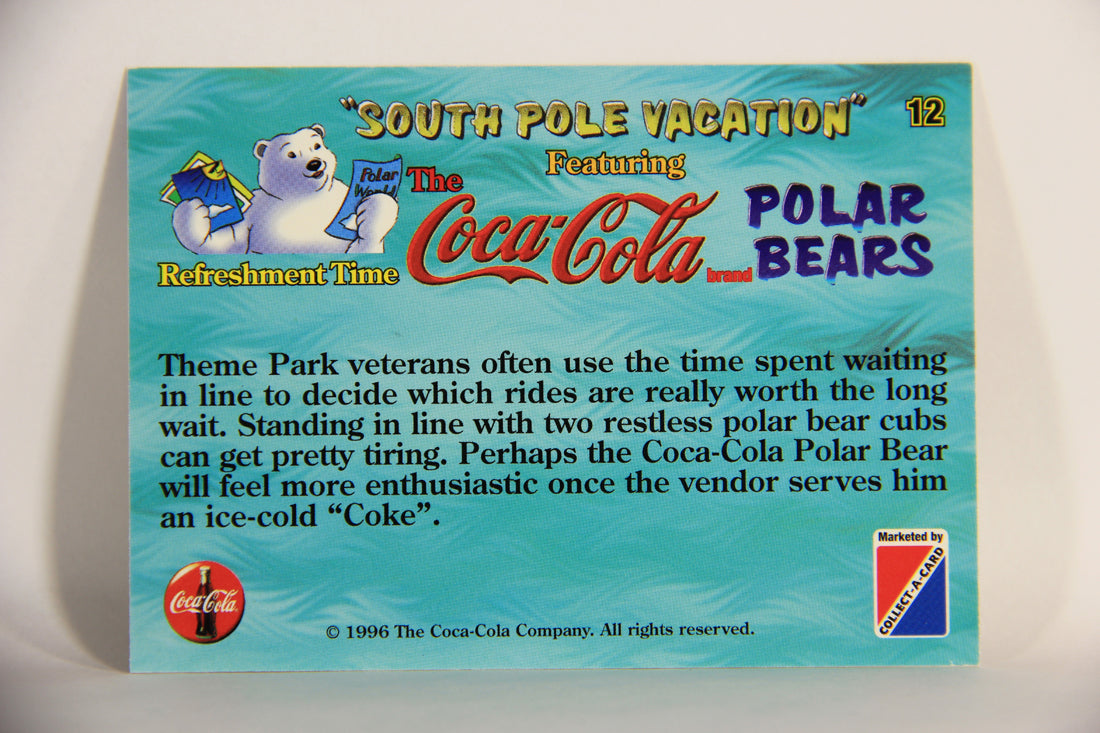 "SOUTH POLE VACATION"
12
Featuring
Polar
World
The
Coca-Cola
brand
POLAR
BEARS
Refreshment Time
Theme Park veterans often use the time spent waiting
in line to decide which rides are really worth the long
wait. Standing in line with two restless polar bear cubs
can get pretty tiring. Perhaps the Coca-Cola Polar Bear
will feel more enthusiastic once the vendor serves him
an ice-cold “Coke”.
Marketed by
COLLECT-A-CARD
Coca-Cola
© 1996 The Coca-Cola Company. All rights reserved.